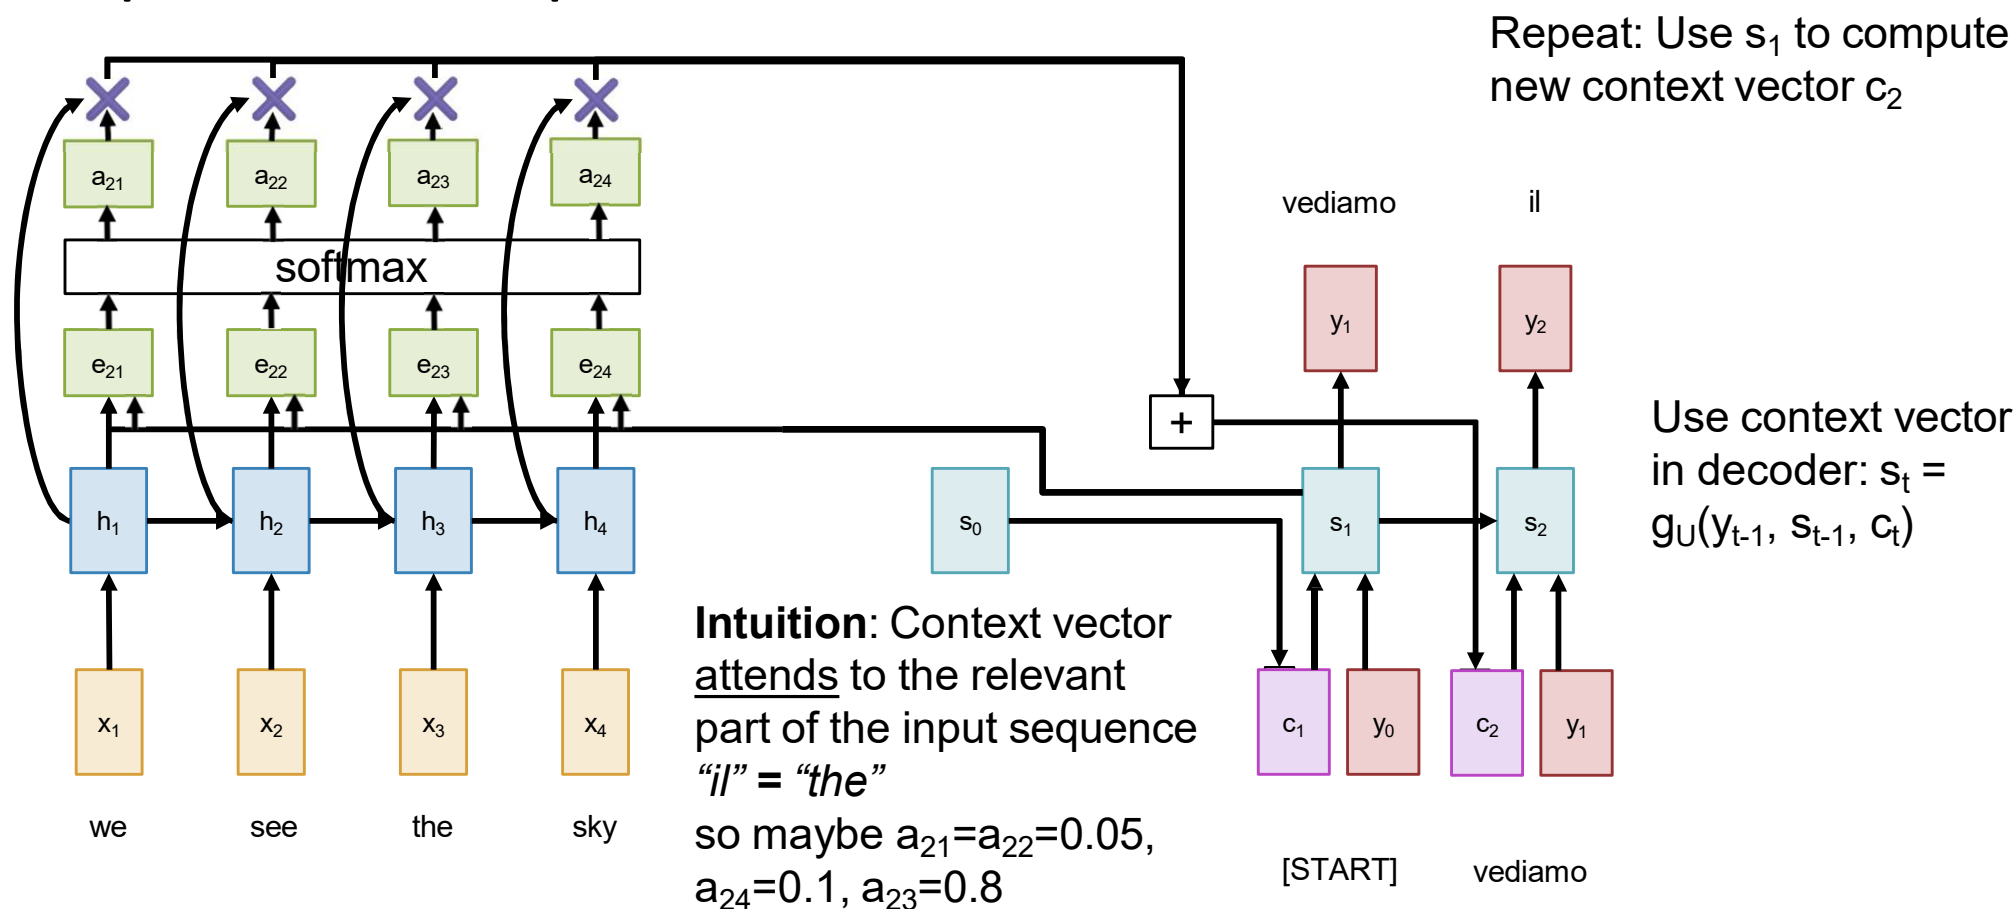 Repeat: Use s₁ to compute
new context vector c₂
a₂₁ a₂₂ a₂₃ a₂₄
vediamo il
softmax
y₁ y₂
e₂₁ e₂₂ e₂₃ e₂₄
+
Use context vector
in decoder: sₜ =
g_U(yₜ₋₁, sₜ₋₁, cₜ)
h₁ h₂ h₃ h₄ s₀ s₁ s₂
Intuition: Context vector
attends to the relevant
part of the input sequence
“il” = “the”
so maybe a₂₁=a₂₂=0.05,
a₂₄=0.1, a₂₃=0.8
x₁ x₂ x₃ x₄ c₁ y₀ c₂ y₁
we see the sky
[START] vediamo